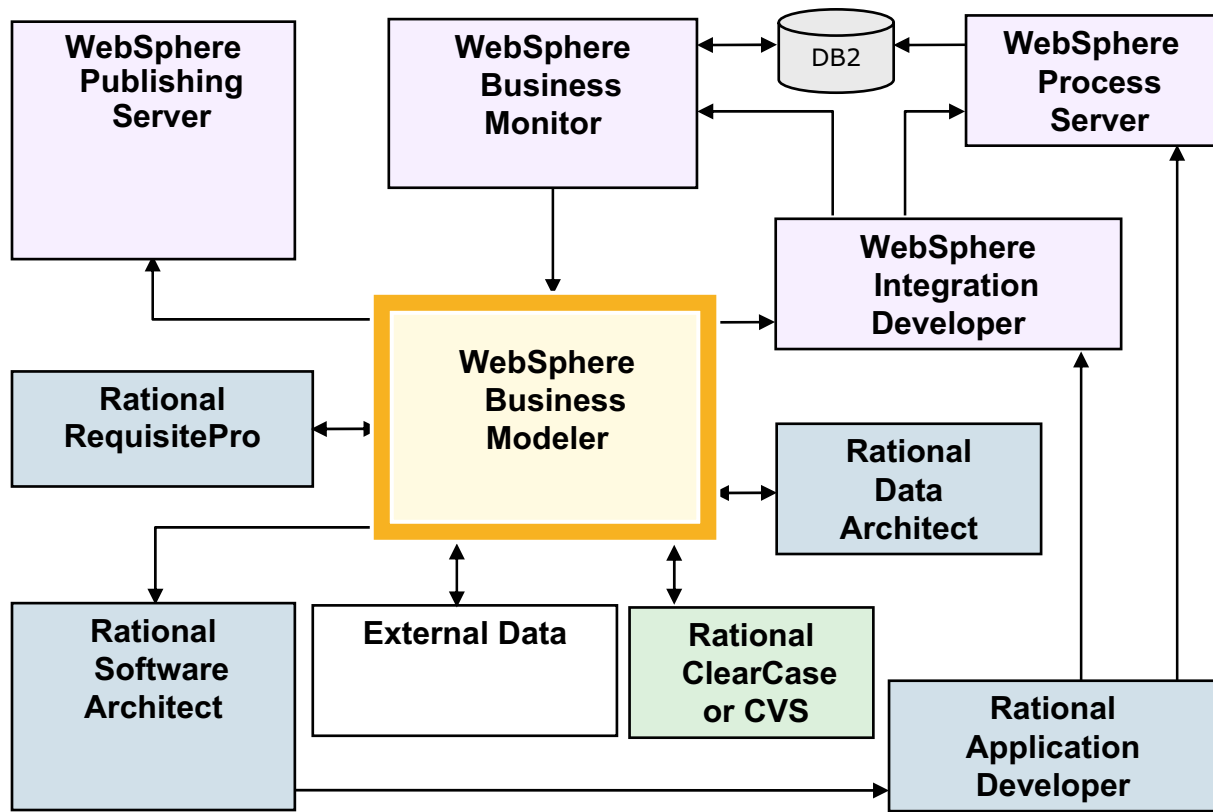 WebSphere
Publishing
Server
WebSphere
Business
Monitor
DB2
WebSphere
Process
Server
WebSphere
Integration
Developer
WebSphere
Business
Modeler
Rational
RequisitePro
Rational
Data
Architect
Rational
Software
Architect
External Data
Rational
ClearCase
or CVS
Rational
Application
Developer